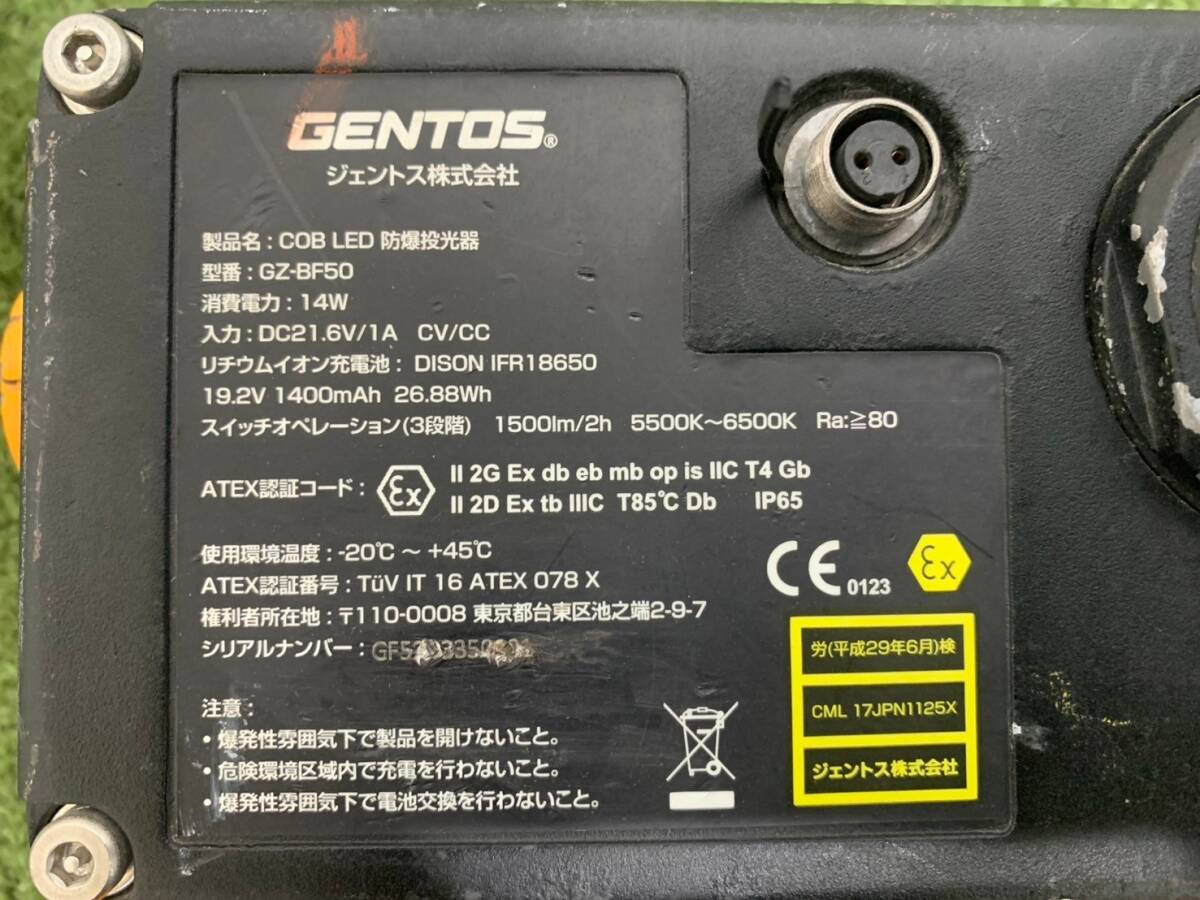 GENTOS®
ジェントス株式会社
製品名 : COB LED 防爆投光器
型番 : GZ-BF50
消費電力 : 14W
入力 : DC21.6V/1A CV/CC
リチウムイオン充電池 : DISON IFR18650
19.2V 1400mAh 26.88Wh
スイッチオペレーション(3段階) 1500lm/2h 5500K～6500K Ra:≧80
ATEX認証コード : Ex II 2G Ex db eb mb op is IIC T4 Gb
II 2D Ex tb IIIC T85℃ Db IP65
使用環境温度 : -20℃ ～ +45℃
ATEX認証番号 : TüV IT 16 ATEX 078 X
権利者所在地 : 〒110-0008 東京都台東区池之端2-9-7
シリアルナンバー :
CE 0123 Ex
労(平成29年6月)検
CML 17JPN1125X
ジェントス株式会社
注意 :
・爆発性雰囲気下で製品を開けないこと。
・危険環境区域内で充電を行わないこと。
・爆発性雰囲気下で電池交換を行わないこと。